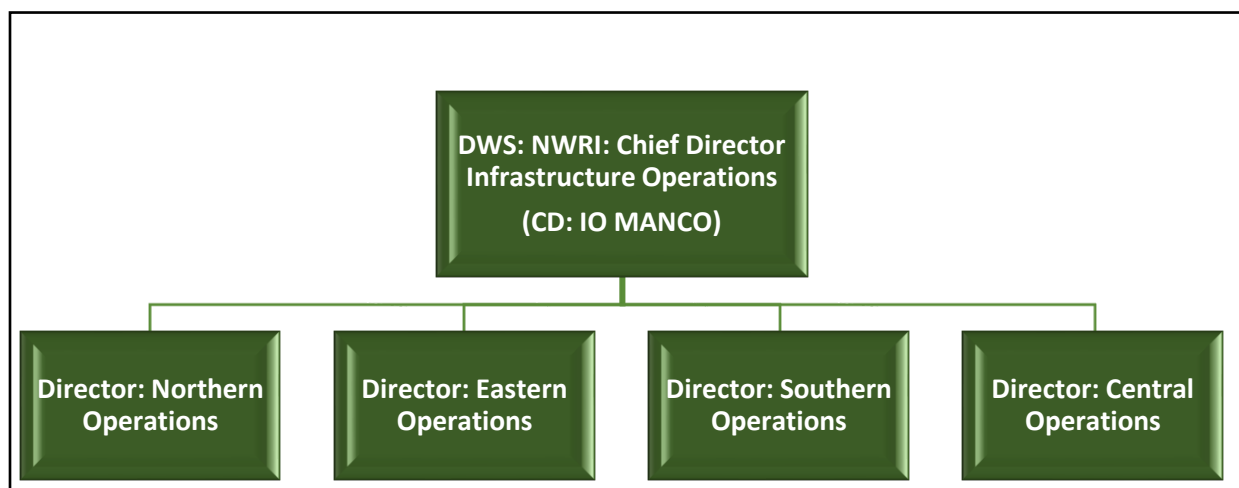 DWS: NWRI: Chief Director
Infrastructure Operations
(CD: IO MANCO)
Director: Northern
Operations
Director: Eastern
Operations
Director: Southern
Operations
Director: Central
Operations